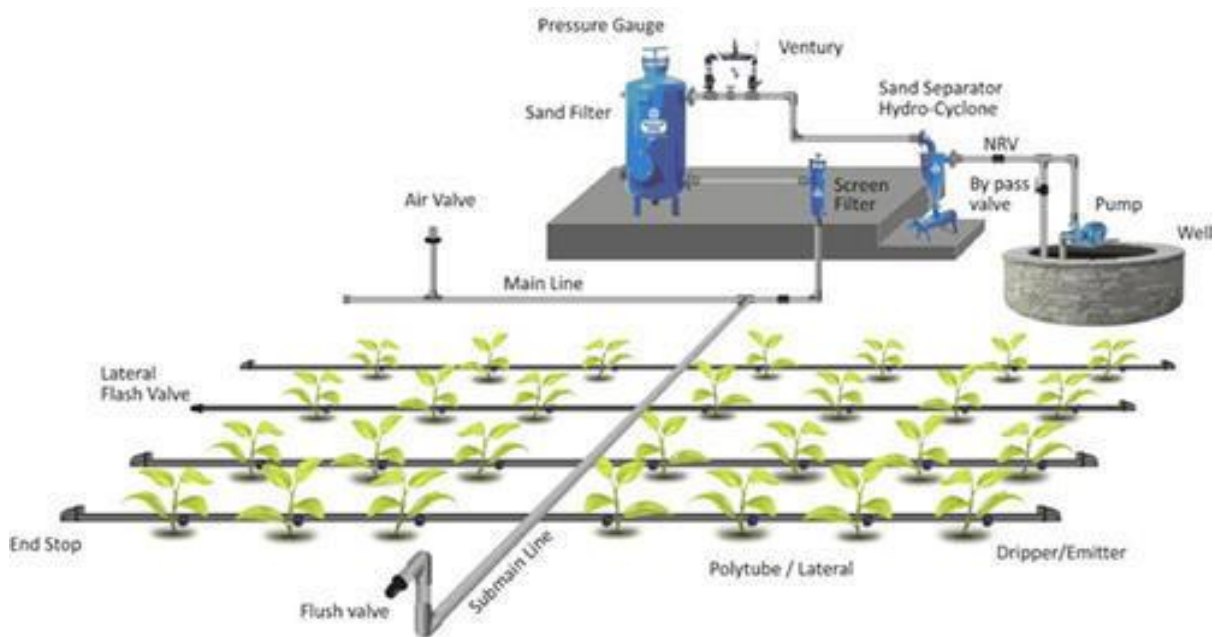 Pressure Gauge
Ventury
Sand Filter
Sand Separator
Hydro-Cyclone
NRV
By pass
valve
Screen
Filter
Air Valve
Pump
Well
Main Line
Lateral
Flash Valve
End Stop
Dripper/Emitter
Polytube / Lateral
Submain Line
Flush valve